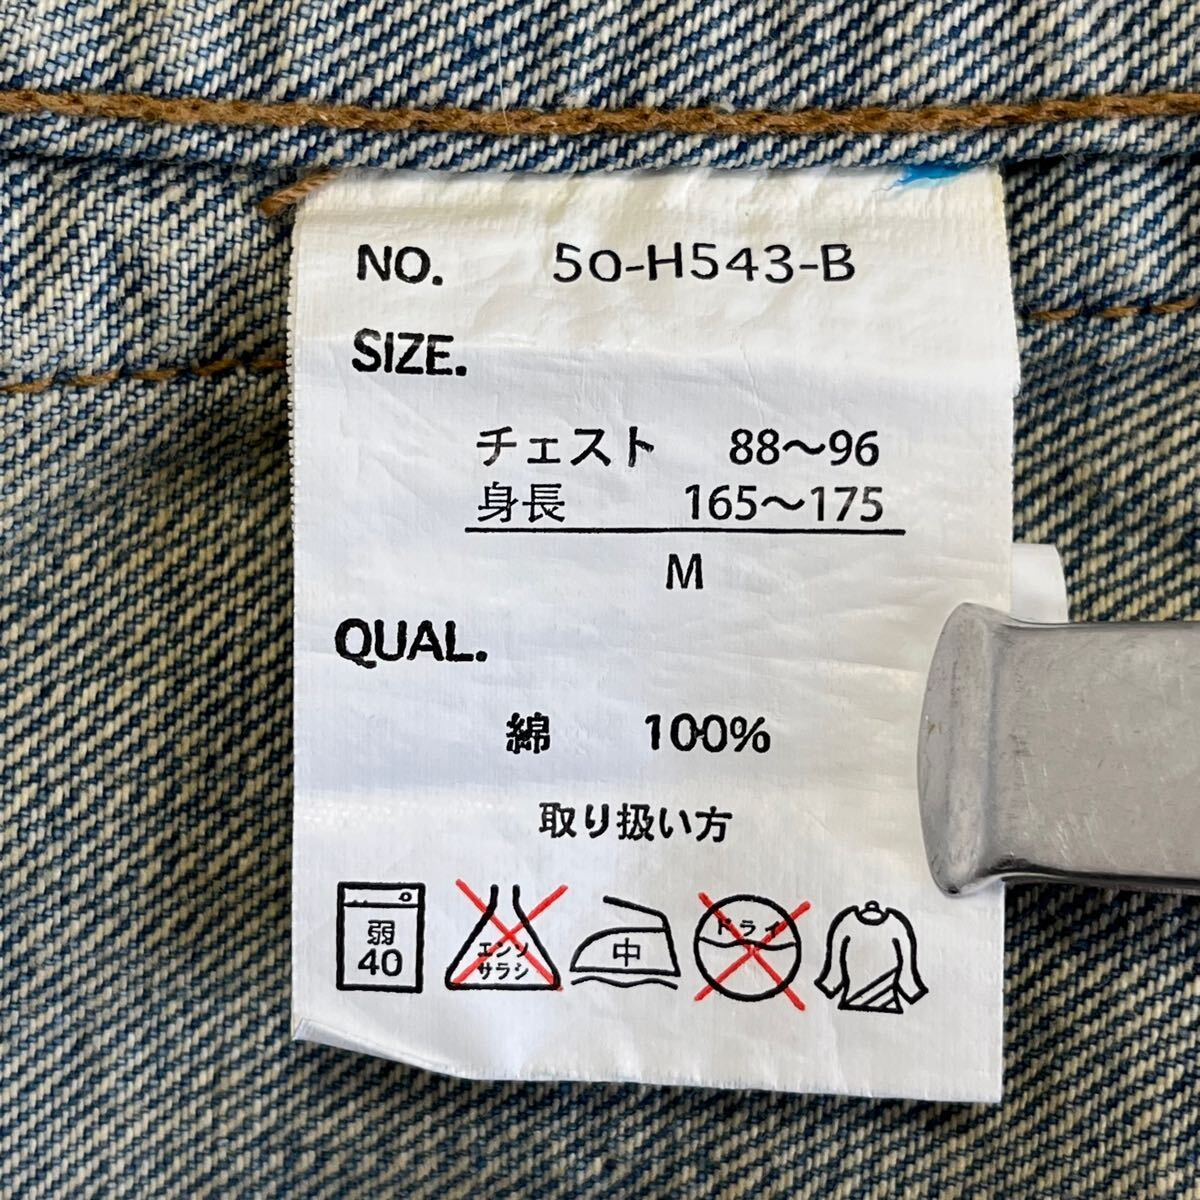 NO. 50-H543-B
SIZE.
チェスト 88～96
身長 165～175
M
QUAL.
綿 100%
取り扱い方
弱
40
エンソ
サラシ
中
ドライ